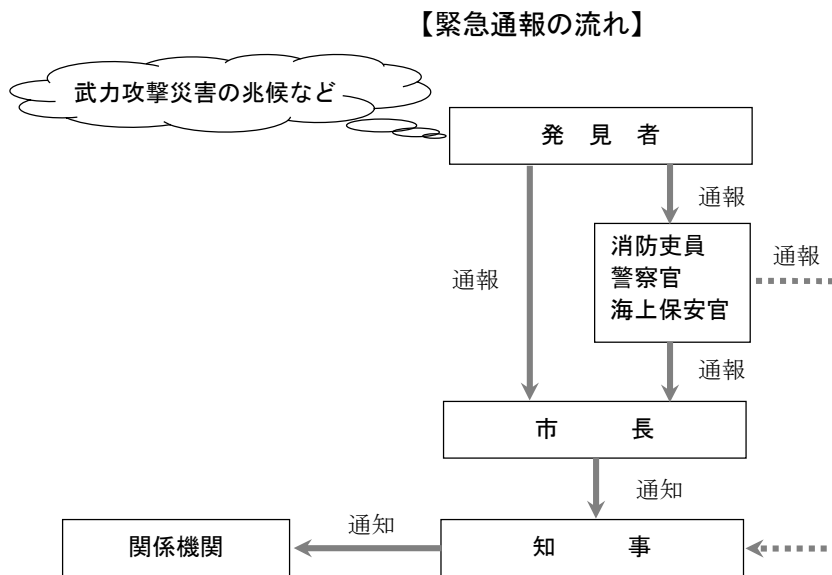 【緊急通報の流れ】
武力攻撃災害の兆候など
発 見 者
通報
消防吏員
警察官
海上保安官
通報
通報
通報
市 長
通知
通知
関係機関
知 事